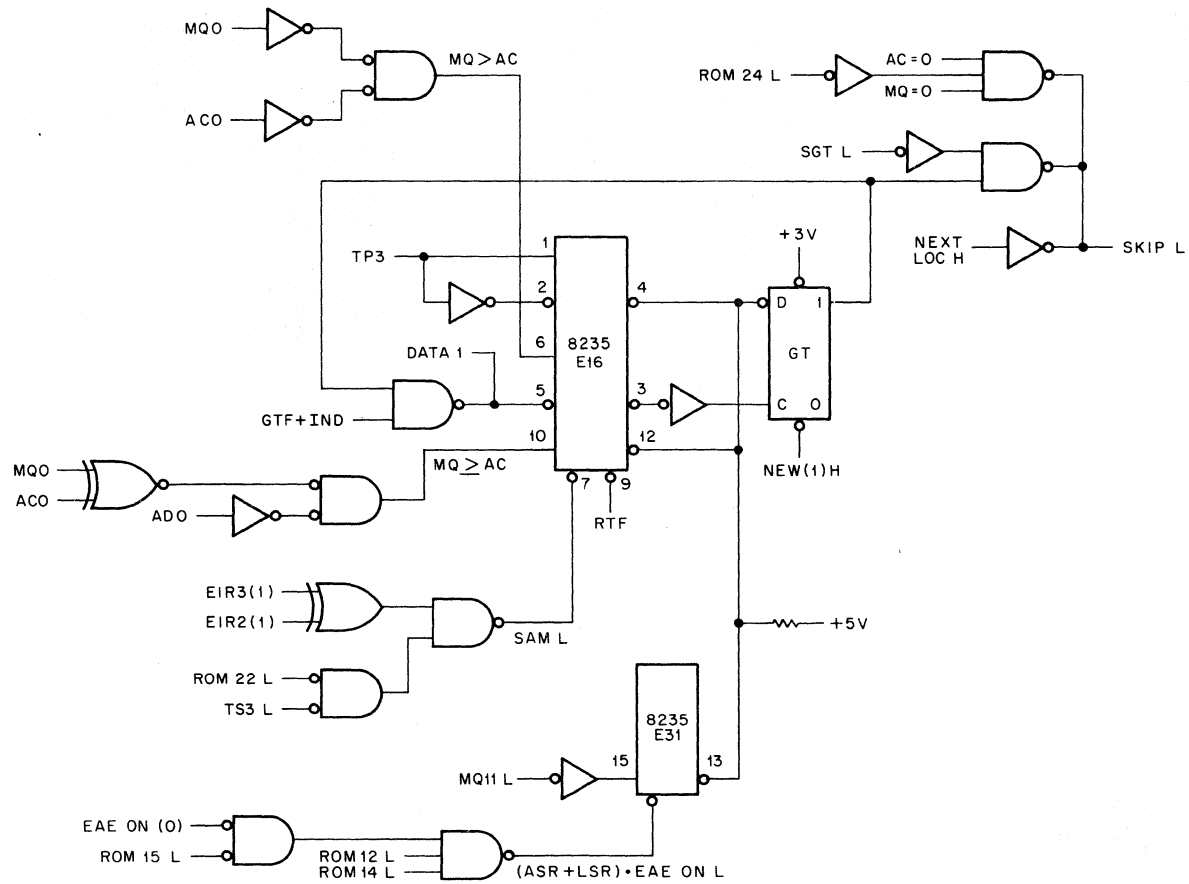 MQ0
MQ > AC
AC0
ROM 24 L
AC = 0
MQ = 0
SGT L
NEXT
LOC H
SKIP L
+3V
TP3
1
2
6
5
10
4
3
12
7
9
8235
E16
D 1
GT
C 0
DATA 1
GTF+IND
NEW(1)H
MQ0
AC0
AD0
MQ ≥ AC
RTF
EIR3(1)
EIR2(1)
SAM L
ROM 22 L
TS3 L
+5V
8235
E31
15
13
MQ11 L
EAE ON (0)
ROM 15 L
ROM 12 L
ROM 14 L
(ASR+LSR)•EAE ON L